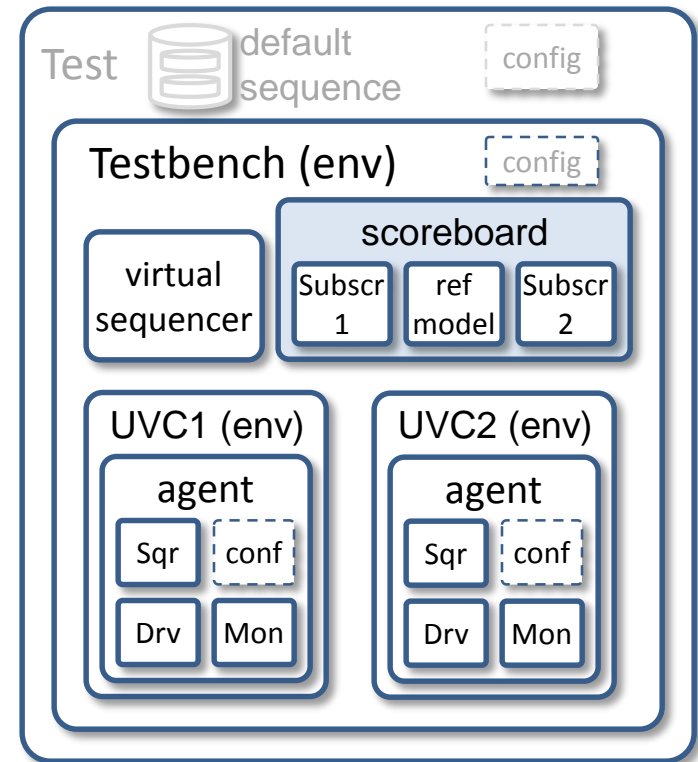 Test
default
sequence
config
Testbench (env)
config
virtual
sequencer
scoreboard
Subscr
1
ref
model
Subscr
2
UVC1 (env)
agent
Sqr
conf
Drv
Mon
UVC2 (env)
agent
Sqr
conf
Drv
Mon